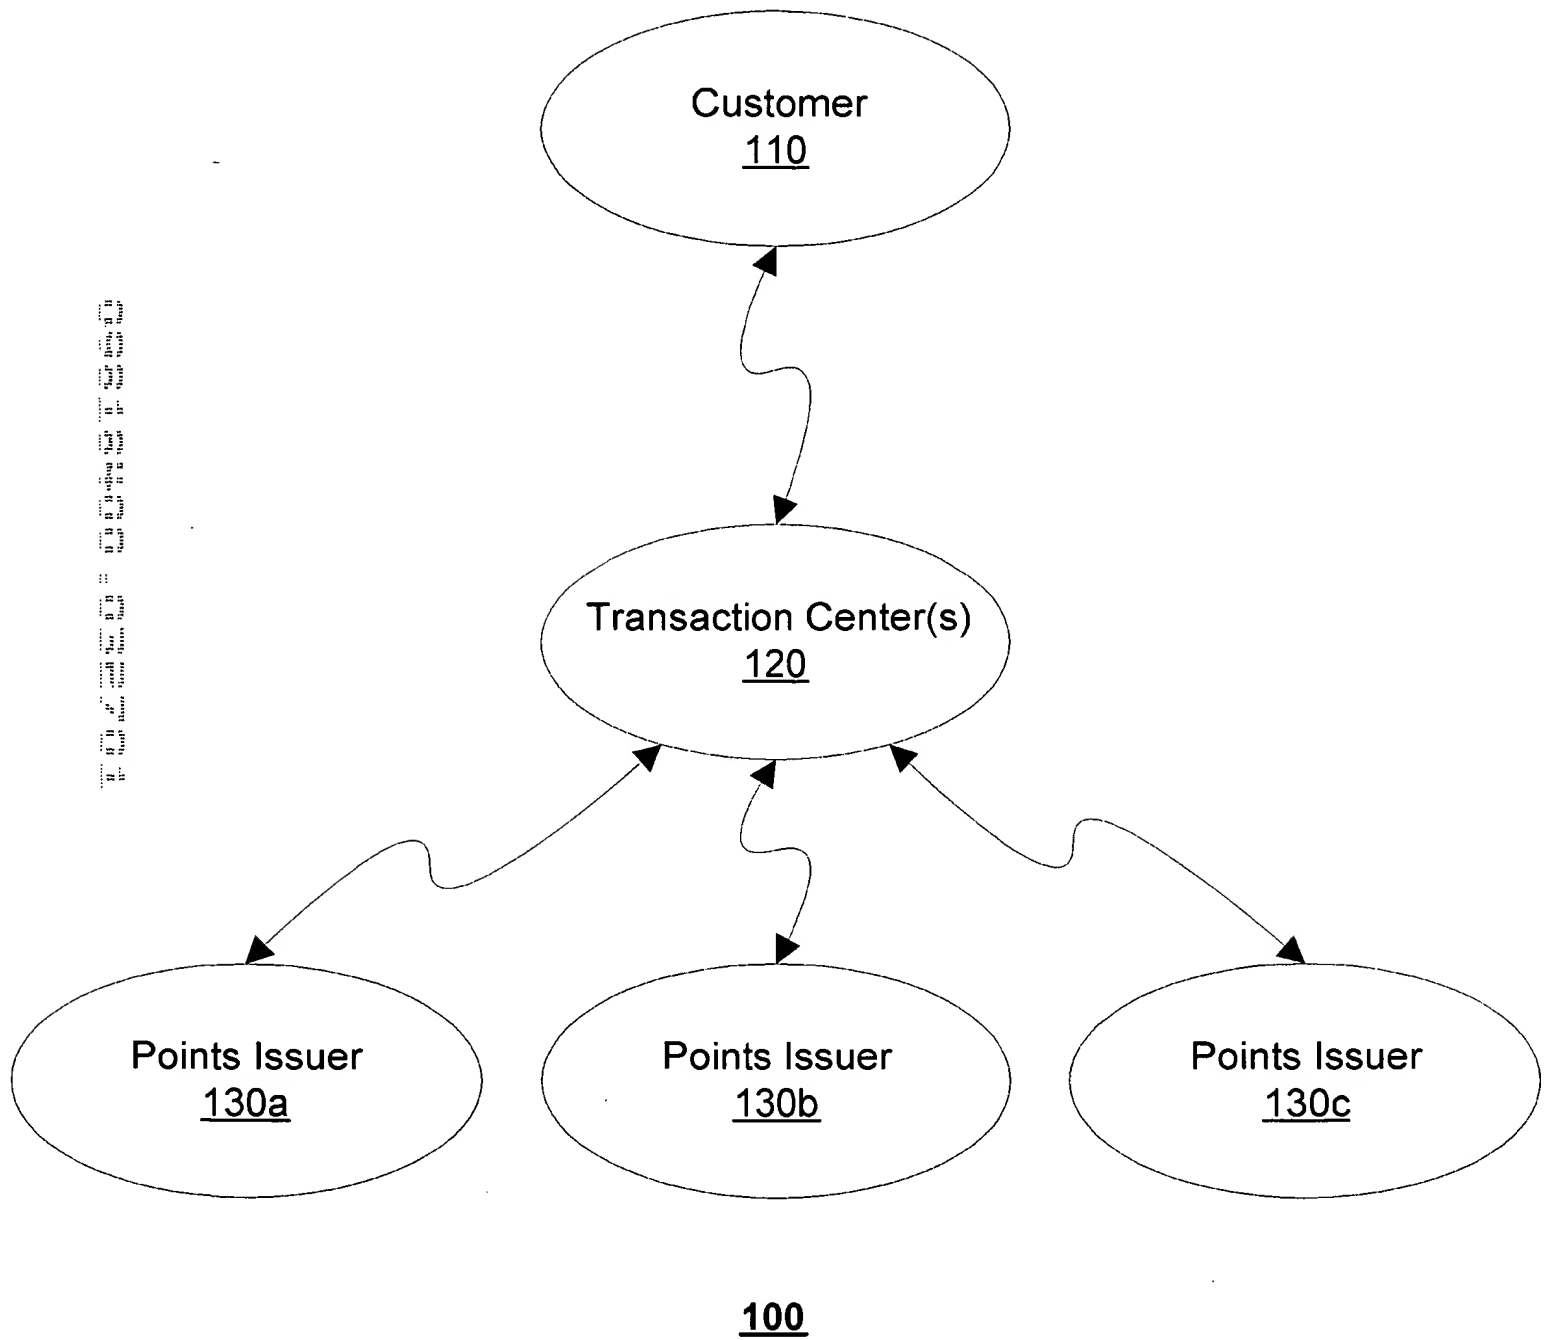 Customer
110
Transaction Center(s)
120
Points Issuer
130a
Points Issuer
130b
Points Issuer
130c
100